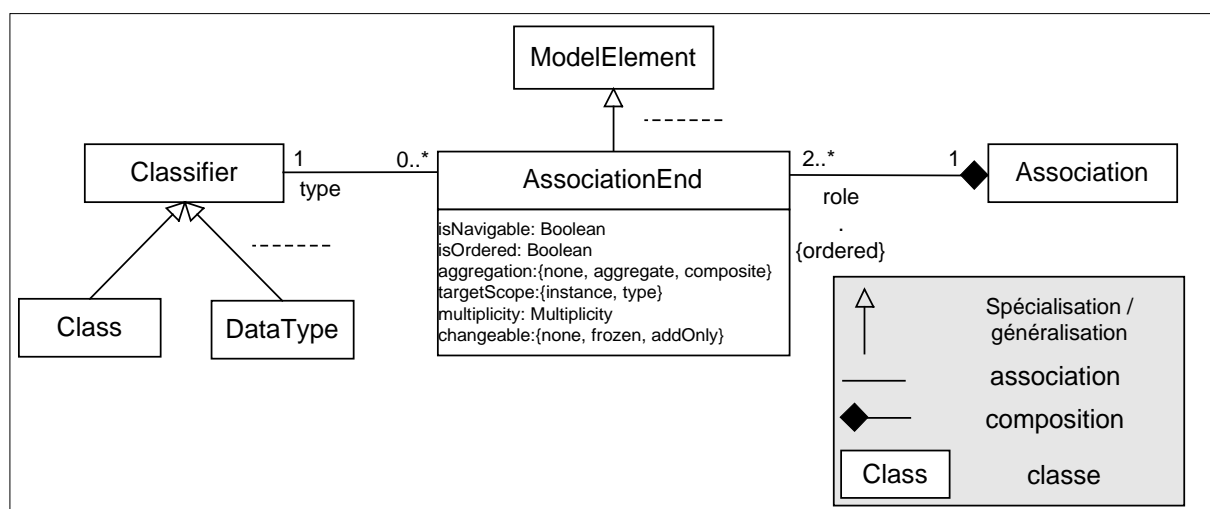 ModelElement
Classifier
1
type
0..*
AssociationEnd
2..*
role
.
{ordered}
1
Association
isNavigable: Boolean
isOrdered: Boolean
aggregation:{none, aggregate, composite}
targetScope:{instance, type}
multiplicity: Multiplicity
changeable:{none, frozen, addOnly}
Class
DataType
Spécialisation /
généralisation
association
composition
Class
classe